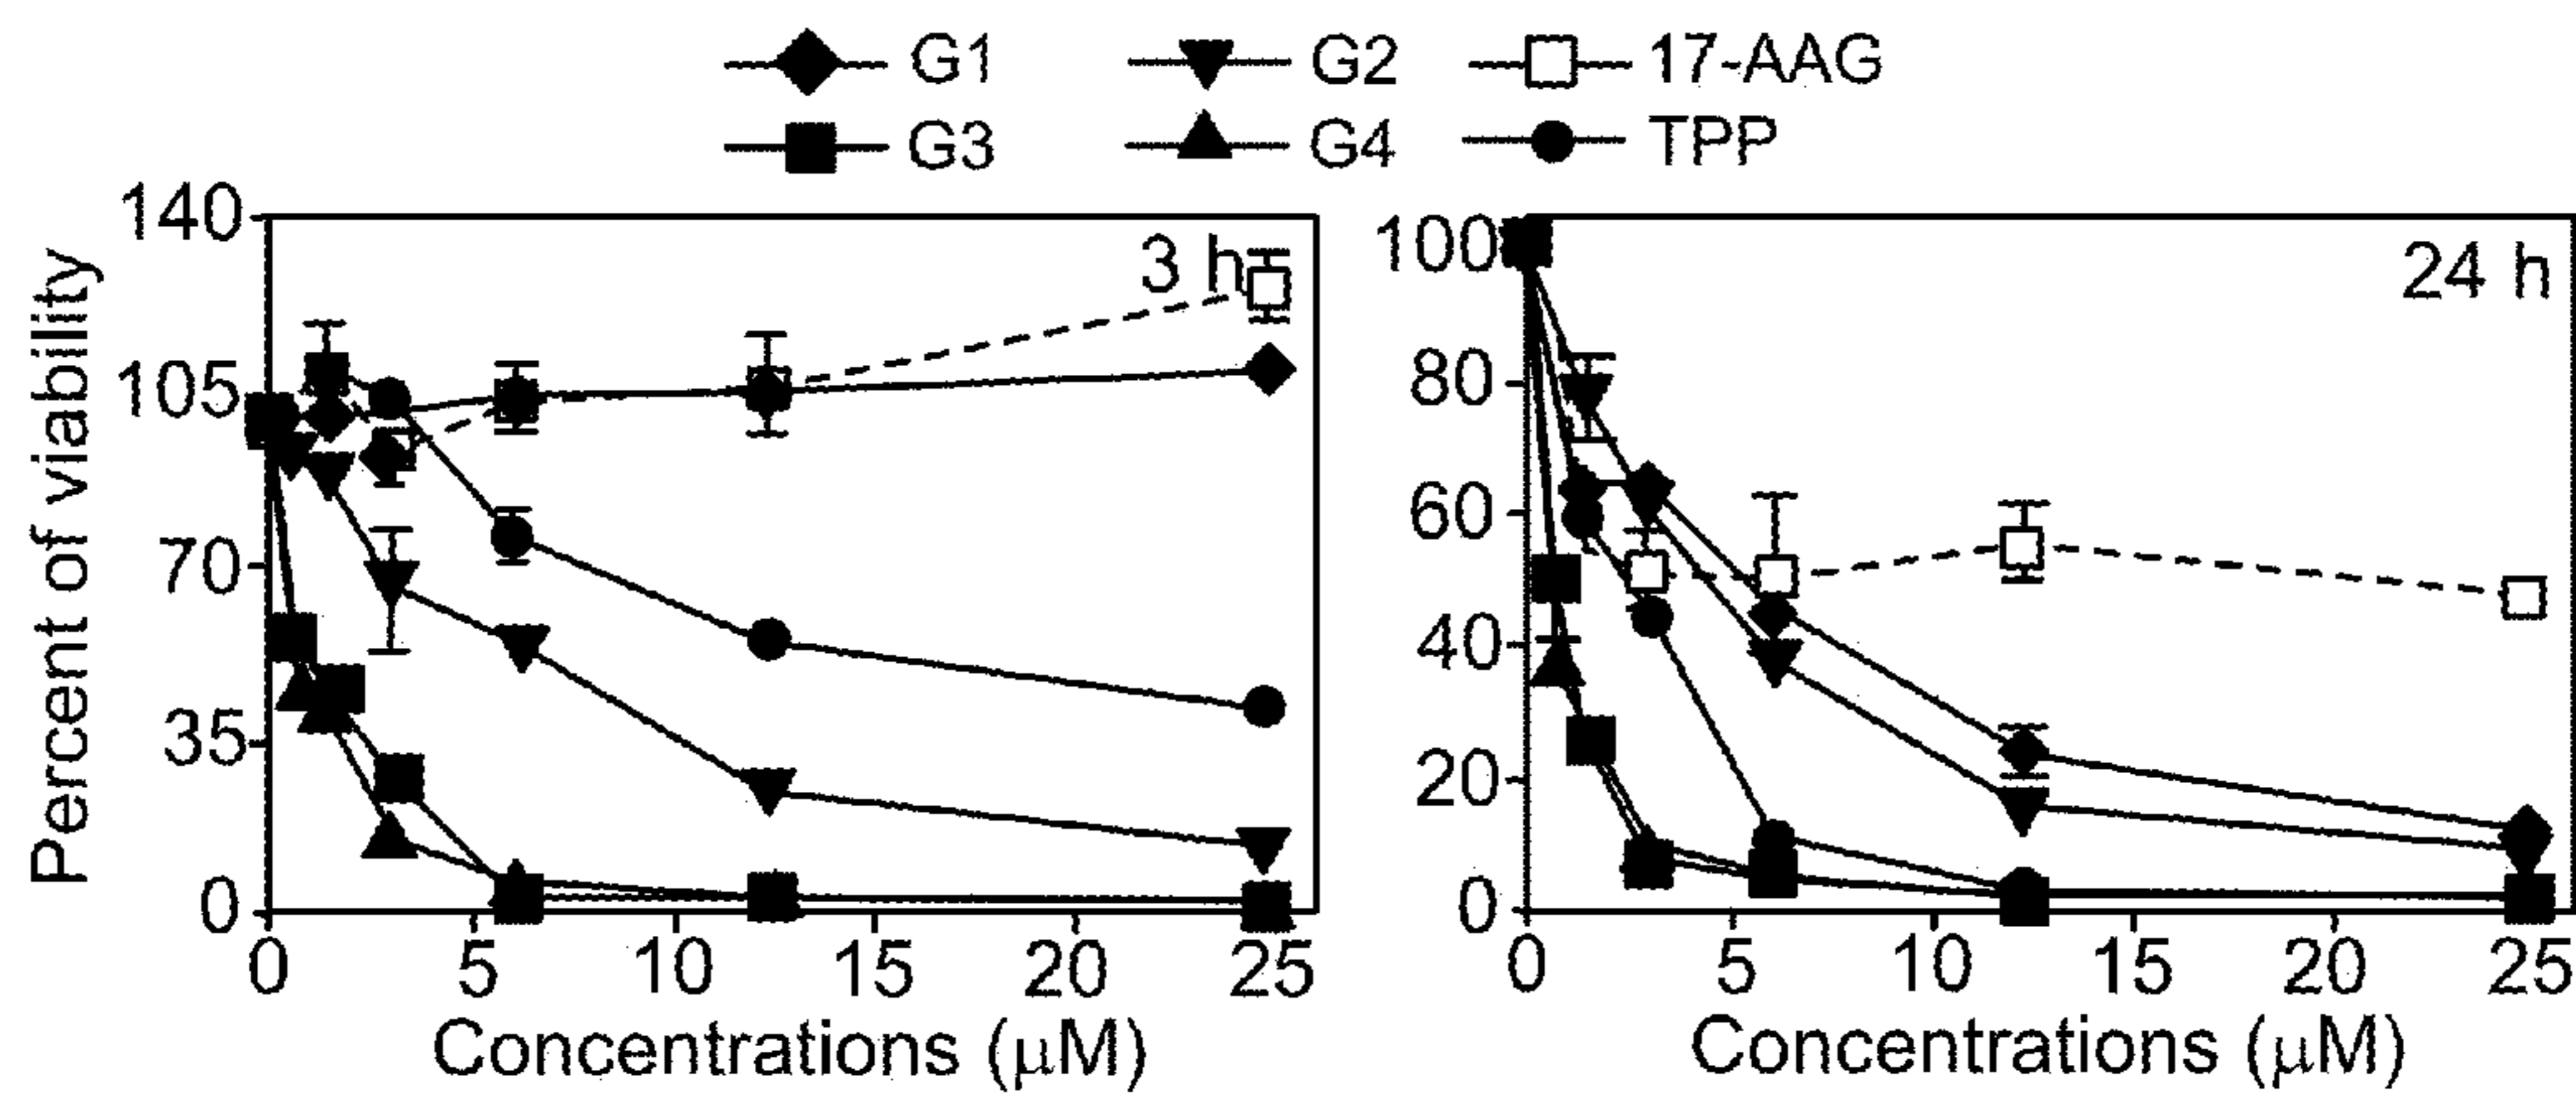 G1 G2 17-AAG
G3 G4 TPP
Percent of viability
140
105
70
35
0
3 h
0 5 10 15 20 25
Concentrations (μM)
100
80
60
40
20
0
24 h
0 5 10 15 20 25
Concentrations (μM)